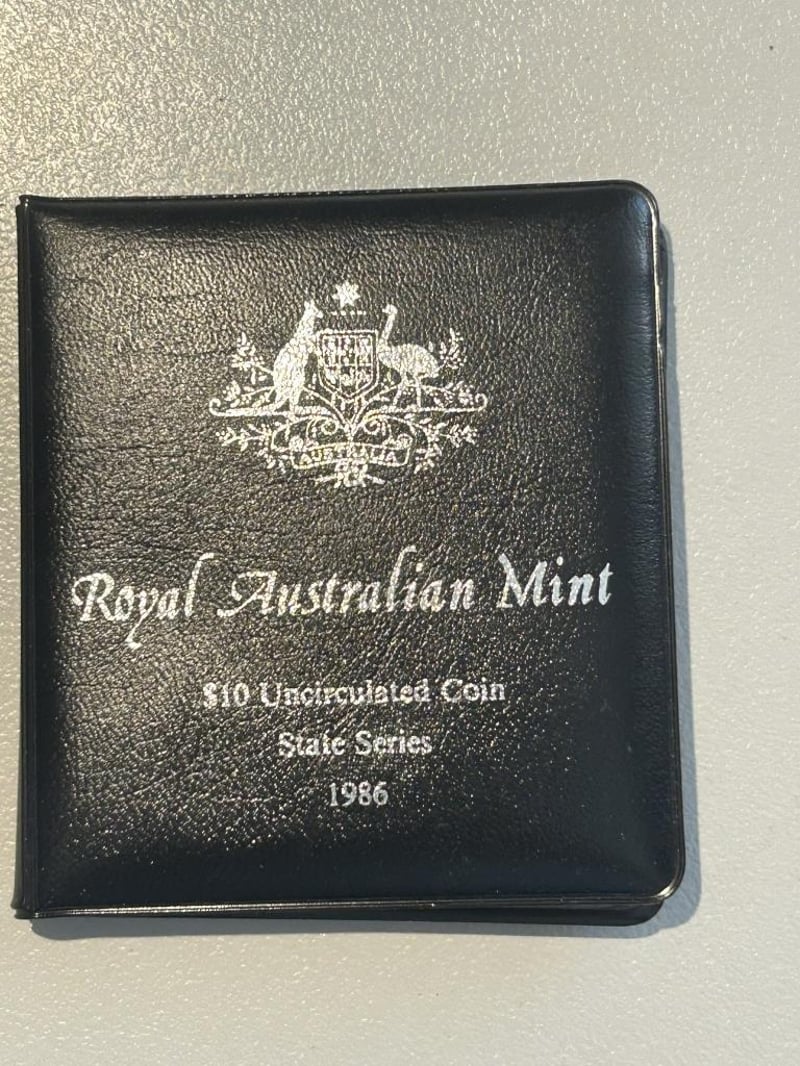 AUSTRALIA
Royal Australian Mint
$10 Uncirculated Coin
State Series
1986